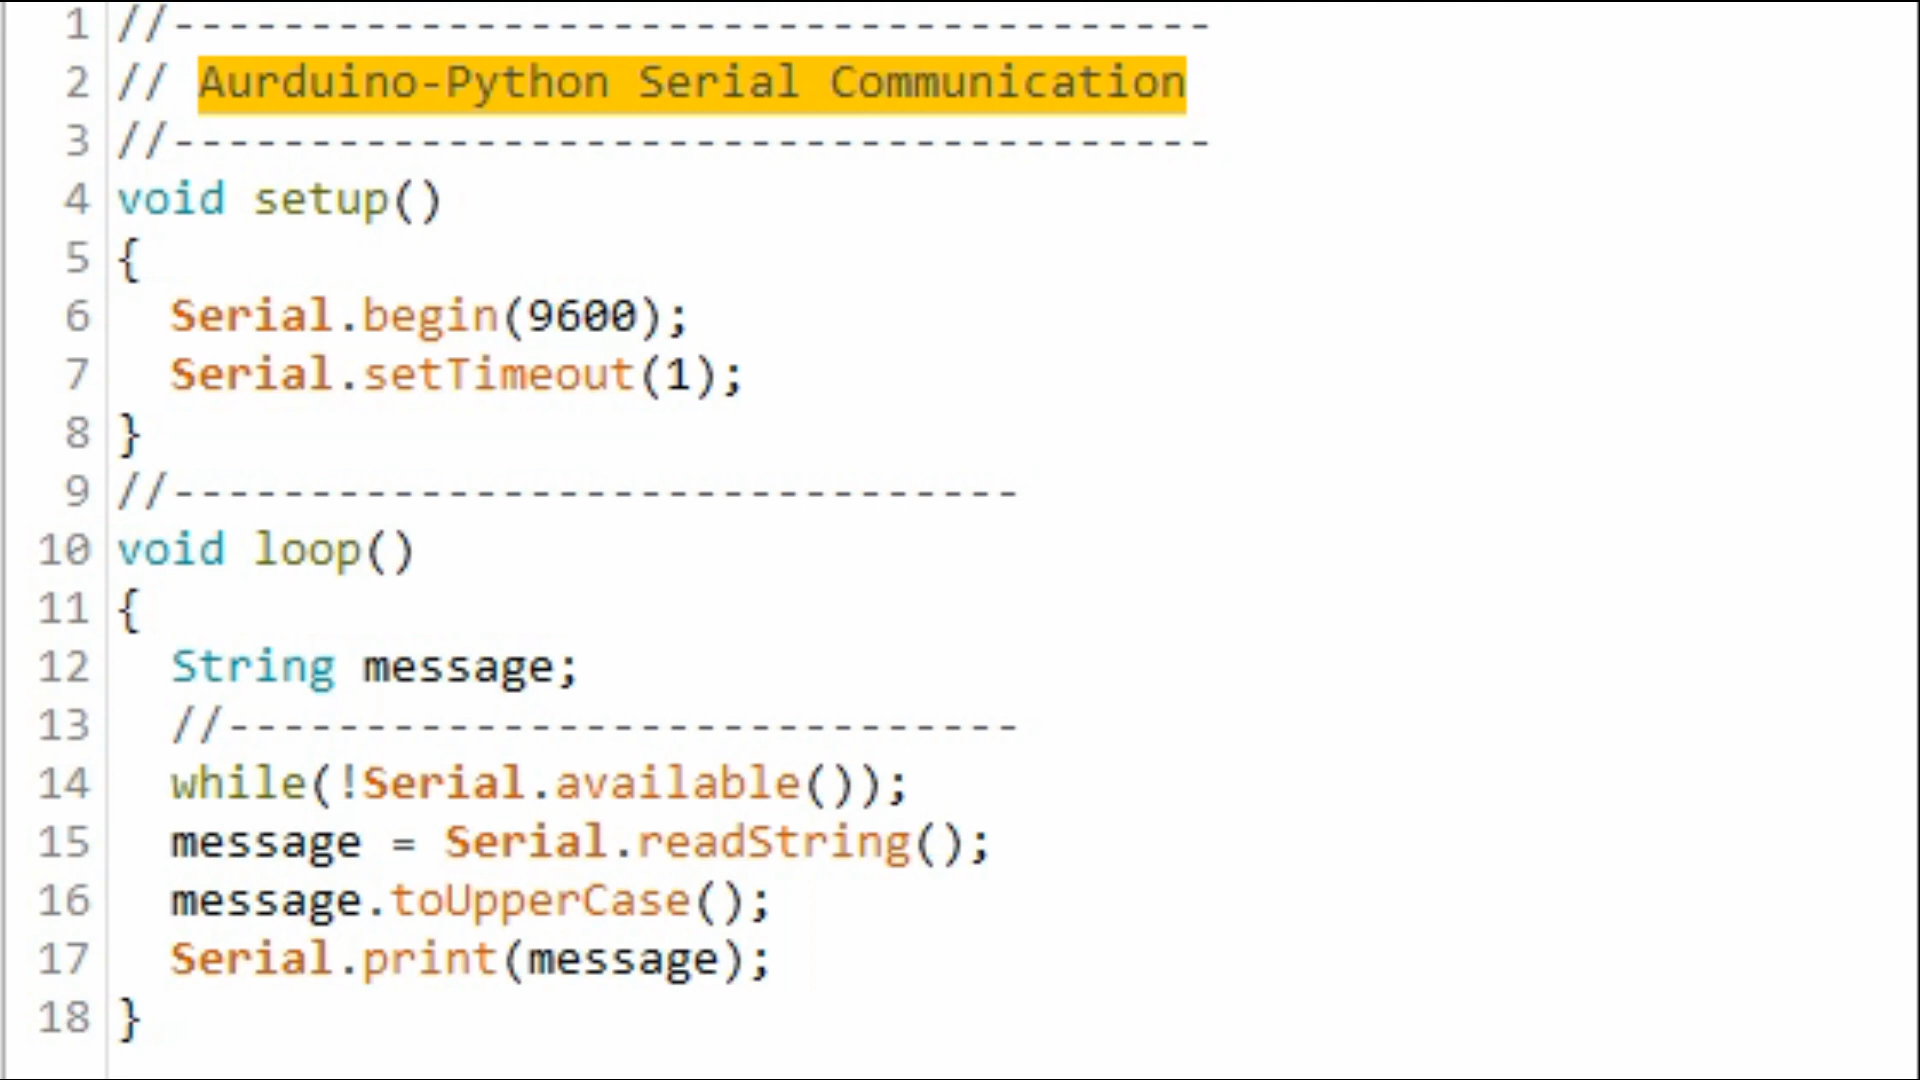 1 //--------------------------------------
2 // Aurduino-Python Serial Communication
3 //--------------------------------------
4 void setup()
5 {
6   Serial.begin(9600);
7   Serial.setTimeout(1);
8 }
9 //-------------------------------
10 void loop()
11 {
12   String message;
13   //-----------------------------
14   while(!Serial.available());
15   message = Serial.readString();
16   message.toUpperCase();
17   Serial.print(message);
18 }